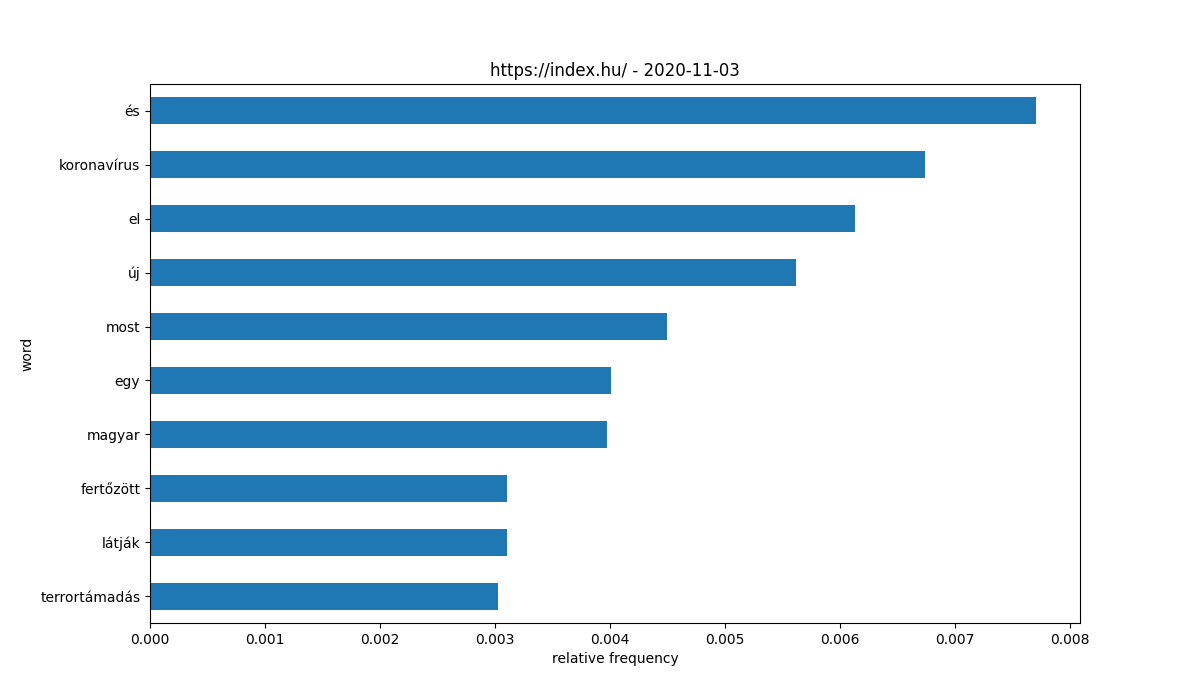 https://index.hu/ - 2020-11-03
és
koronavírus
el
új
most
egy
magyar
fertőzött
látják
terrortámadás
word
0.000 0.001 0.002 0.003 0.004 0.005 0.006 0.007 0.008
relative frequency